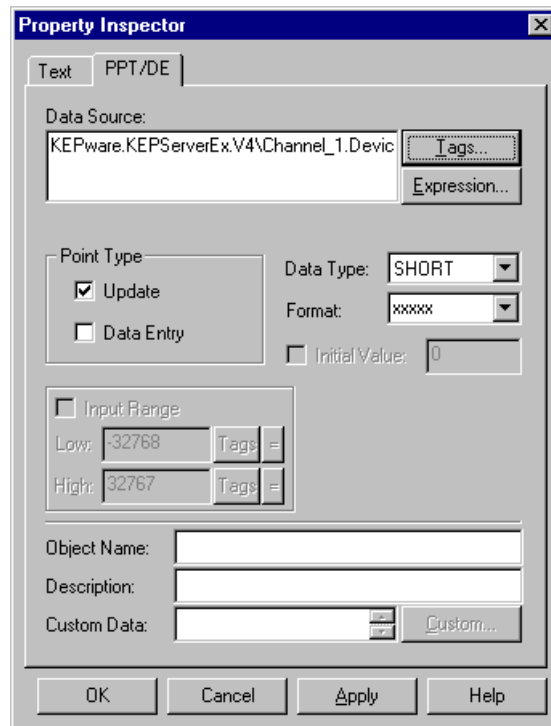 Property Inspector
Text PPT/DE
Data Source:
KEPware.KEPServerEx.V4\Channel_1.Devic
Tags...
Expression...
Point Type
Update
Data Entry
Data Type: SHORT
Format: xxxxx
Initial Value: 0
Input Range
Low: -32768 Tags =
High: 32767 Tags =
Object Name:
Description:
Custom Data: Custom...
OK Cancel Apply Help